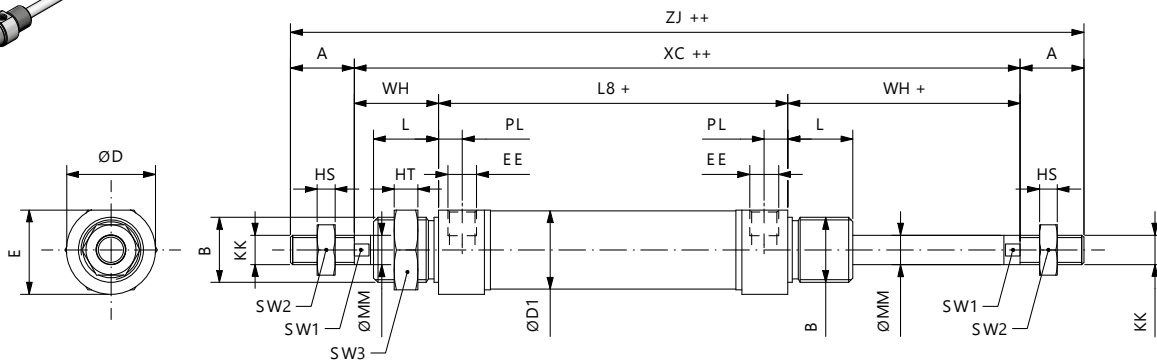 ZJ ++
A XC ++ A
WH L8 + WH +
L PL PL L
ØD EE EE
HS HT HS
E B KK B KK
SW2 ØMM ØD1 ØMM SW1
SW1 SW2
SW3